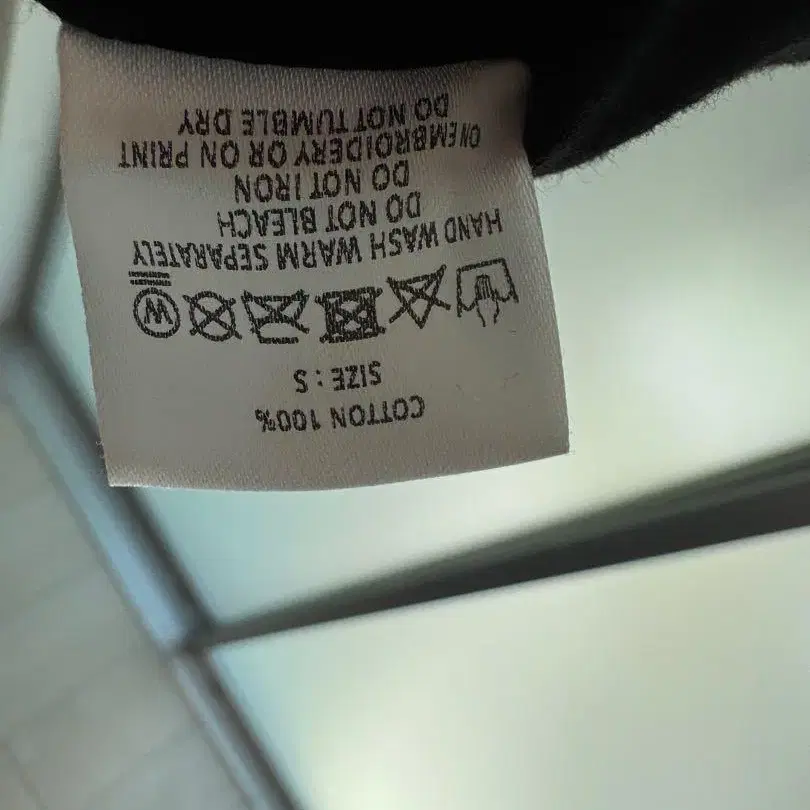 COTTON 100%
SIZE : S
W
HAND WASH WARM SEPARATELY
DO NOT BLEACH
DO NOT IRON
ON EMBROIDERY OR ON PRINT
DO NOT TUMBLE DRY